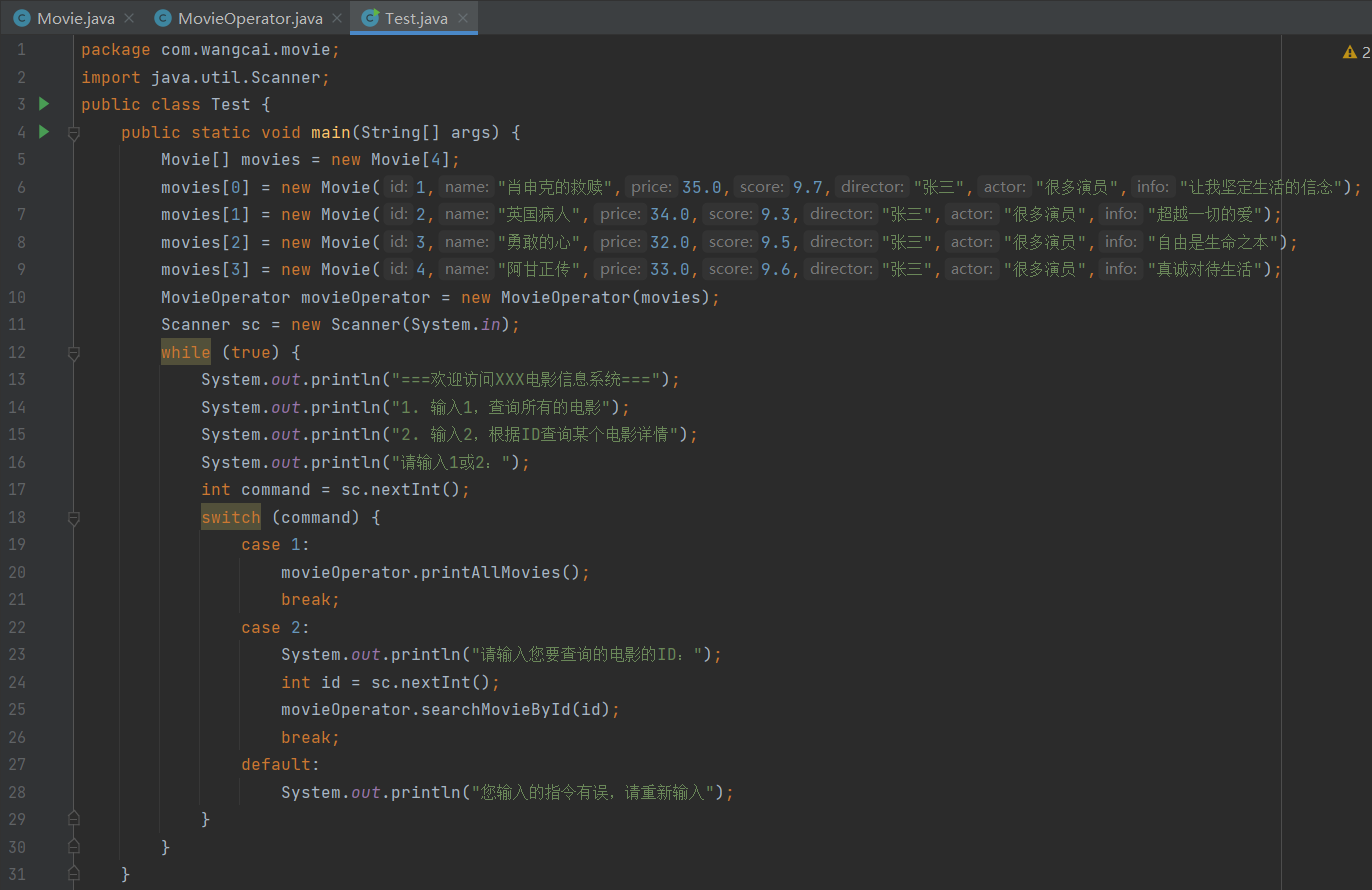 Movie.java MovieOperator.java Test.java
1 package com.wangcai.movie; 2
2 import java.util.Scanner;
3 public class Test {
4 public static void main(String[] args) {
5 Movie[] movies = new Movie[4];
6 movies[0] = new Movie( id: 1, name: "肖申克的救赎", price: 35.0, score: 9.7, director: "张三", actor: "很多演员", info: "让我坚定生活的信念");
7 movies[1] = new Movie( id: 2, name: "英国病人", price: 34.0, score: 9.3, director: "张三", actor: "很多演员", info: "超越一切的爱");
8 movies[2] = new Movie( id: 3, name: "勇敢的心", price: 32.0, score: 9.5, director: "张三", actor: "很多演员", info: "自由是生命之本");
9 movies[3] = new Movie( id: 4, name: "阿甘正传", price: 33.0, score: 9.6, director: "张三", actor: "很多演员", info: "真诚对待生活");
10 MovieOperator movieOperator = new MovieOperator(movies);
11 Scanner sc = new Scanner(System.in);
12 while (true) {
13 System.out.println("===欢迎访问XXX电影信息系统===");
14 System.out.println("1. 输入1，查询所有的电影");
15 System.out.println("2. 输入2，根据ID查询某个电影详情");
16 System.out.println("请输入1或2：");
17 int command = sc.nextInt();
18 switch (command) {
19 case 1:
20 movieOperator.printAllMovies();
21 break;
22 case 2:
23 System.out.println("请输入您要查询的电影的ID：");
24 int id = sc.nextInt();
25 movieOperator.searchMovieById(id);
26 break;
27 default:
28 System.out.println("您输入的指令有误，请重新输入");
29 }
30 }
31 }